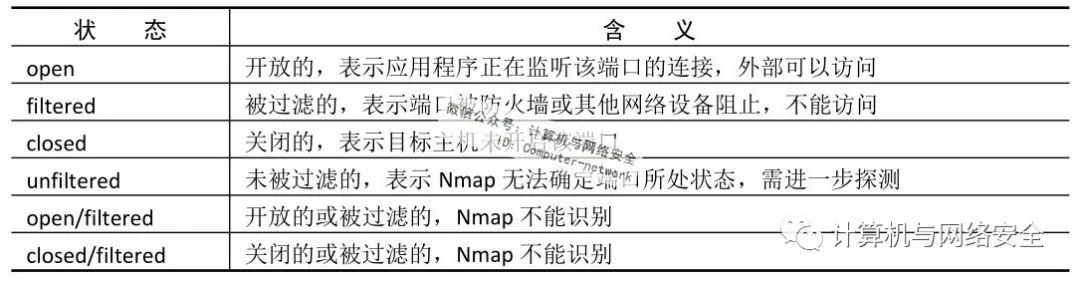 状 态 含 义
open 开放的，表示应用程序正在监听该端口的连接，外部可以访问
filtered 被过滤的，表示端口被防火墙或其他网络设备阻止，不能访问
closed 关闭的，表示目标主机未开启该端口
unfiltered 未被过滤的，表示 Nmap 无法确定端口所处状态，需进一步探测
open/filtered 开放的或被过滤的，Nmap 不能识别
closed/filtered 关闭的或被过滤的，Nmap 不能识别
微信公众号：计算机与网络安全
ID：Computer-network
计算机与网络安全